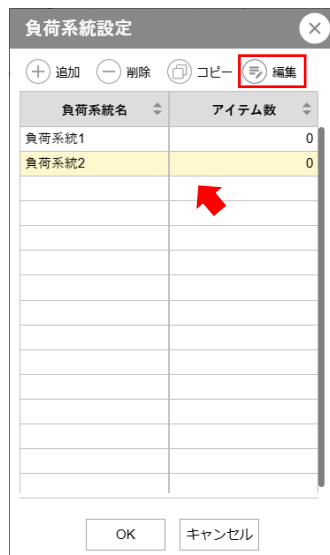 負荷系統設定
追加 削除 コピー 編集
負荷系統名 アイテム数
負荷系統1 0
負荷系統2 0
OK キャンセル